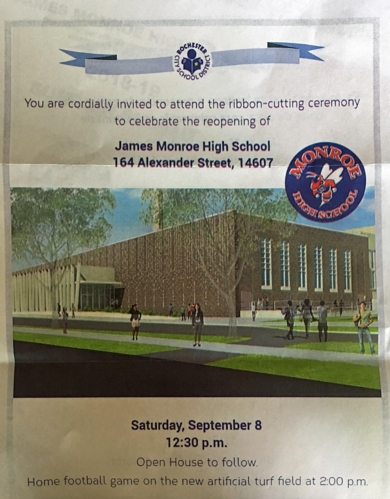 ROCHESTER
CITY SCHOOL DISTRICT
You are cordially invited to attend the ribbon-cutting ceremony
to celebrate the reopening of
James Monroe High School
164 Alexander Street, 14607
MONROE
HIGH SCHOOL
Saturday, September 8
12:30 p.m.
Open House to follow.
Home football game on the new artificial turf field at 2:00 p.m.